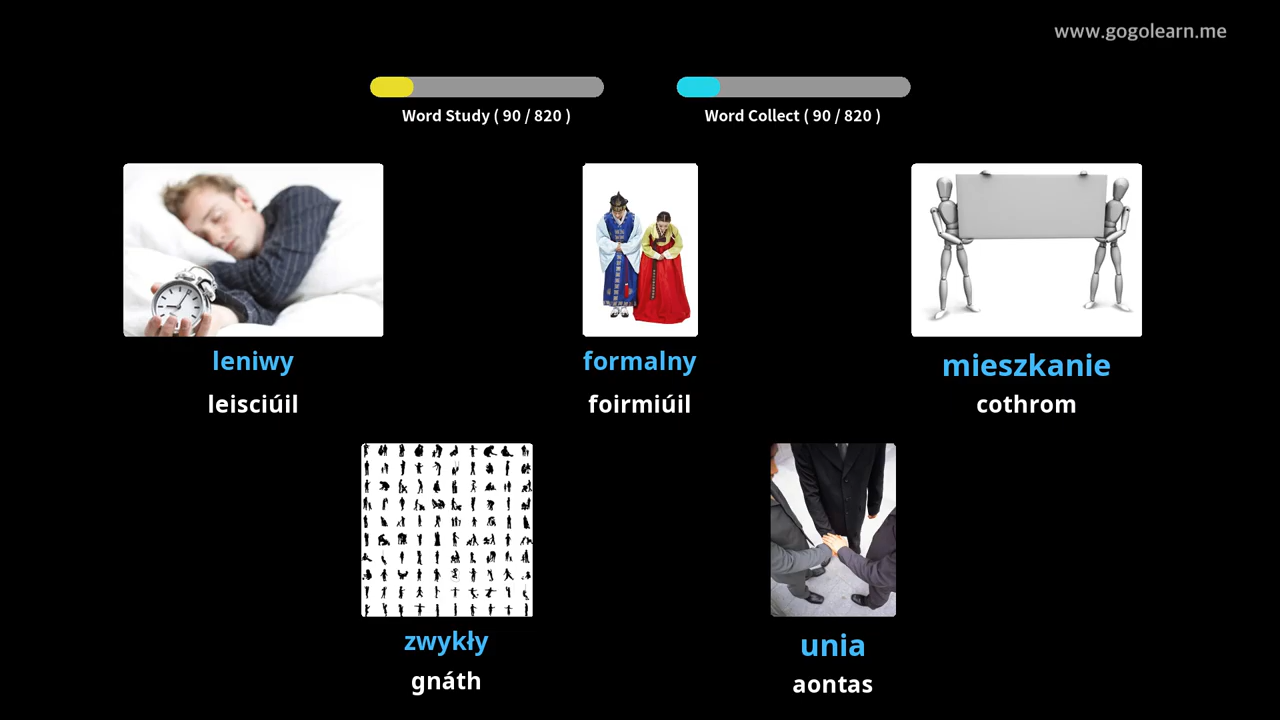 www.gogolearn.me
Word Study ( 90 / 820 )
Word Collect ( 90 / 820 )
leniwy
leisciúil
formalny
foirmiúil
mieszkanie
cothrom
zwykły
gnáth
unia
aontas